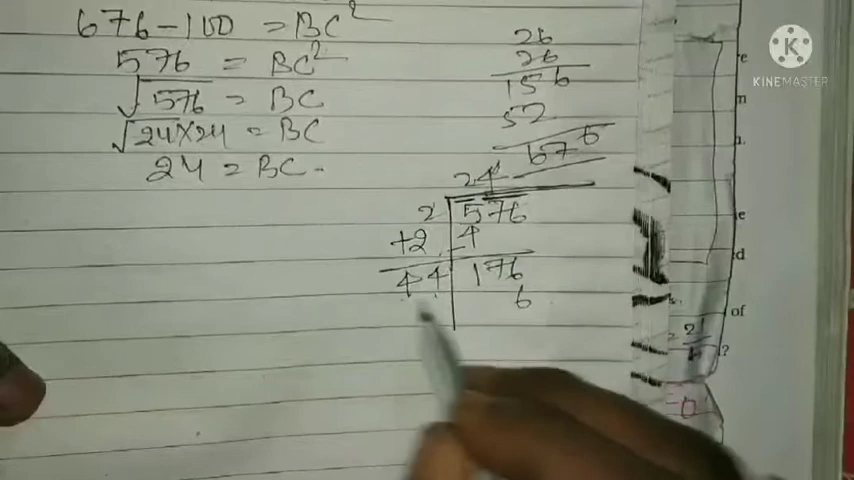 676-100 = BC²
576 = BC²
√576 = BC
√24×24 = BC
24 = BC -
26
26
156
52
676
24
2 576
+2 4
44 176
6
KINEMASTER
of
?